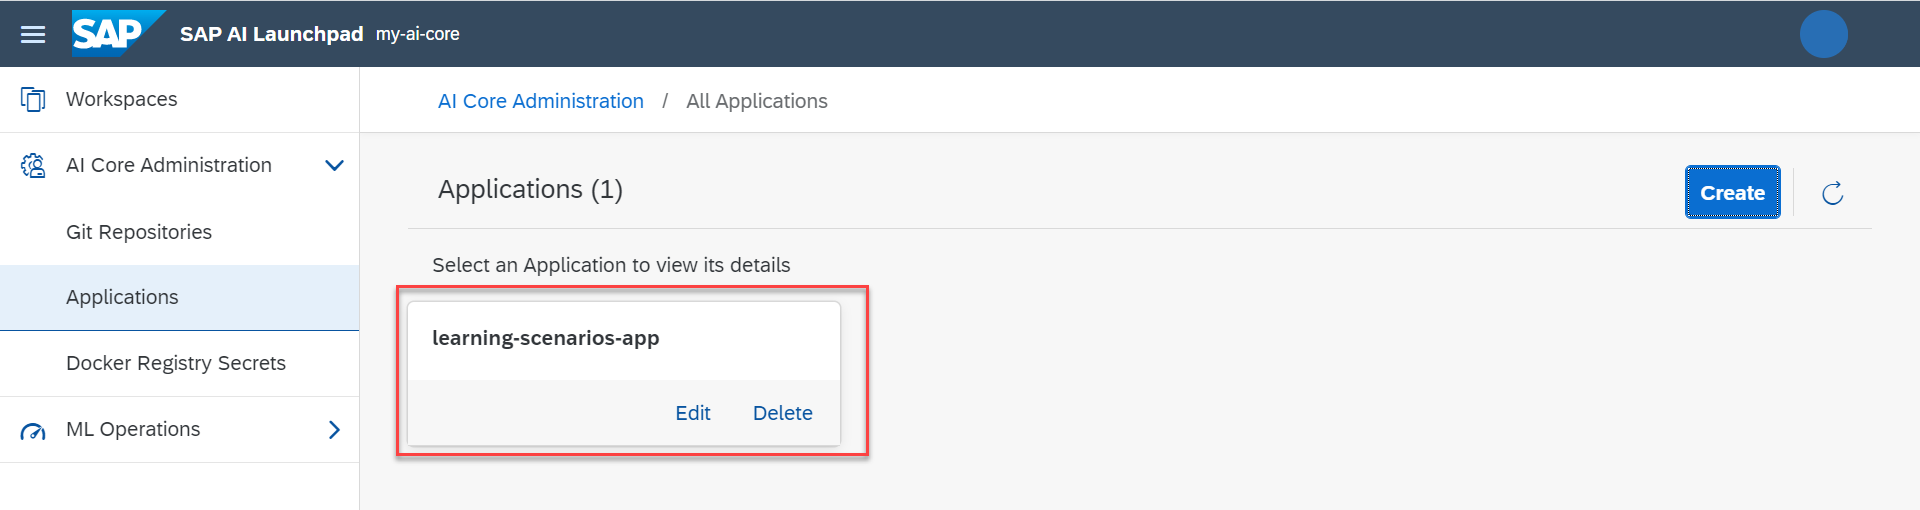 SAP SAP AI Launchpad my-ai-core
Workspaces
AI Core Administration
Git Repositories
Applications
Docker Registry Secrets
ML Operations
AI Core Administration / All Applications
Applications (1)
Create
Select an Application to view its details
learning-scenarios-app
Edit Delete